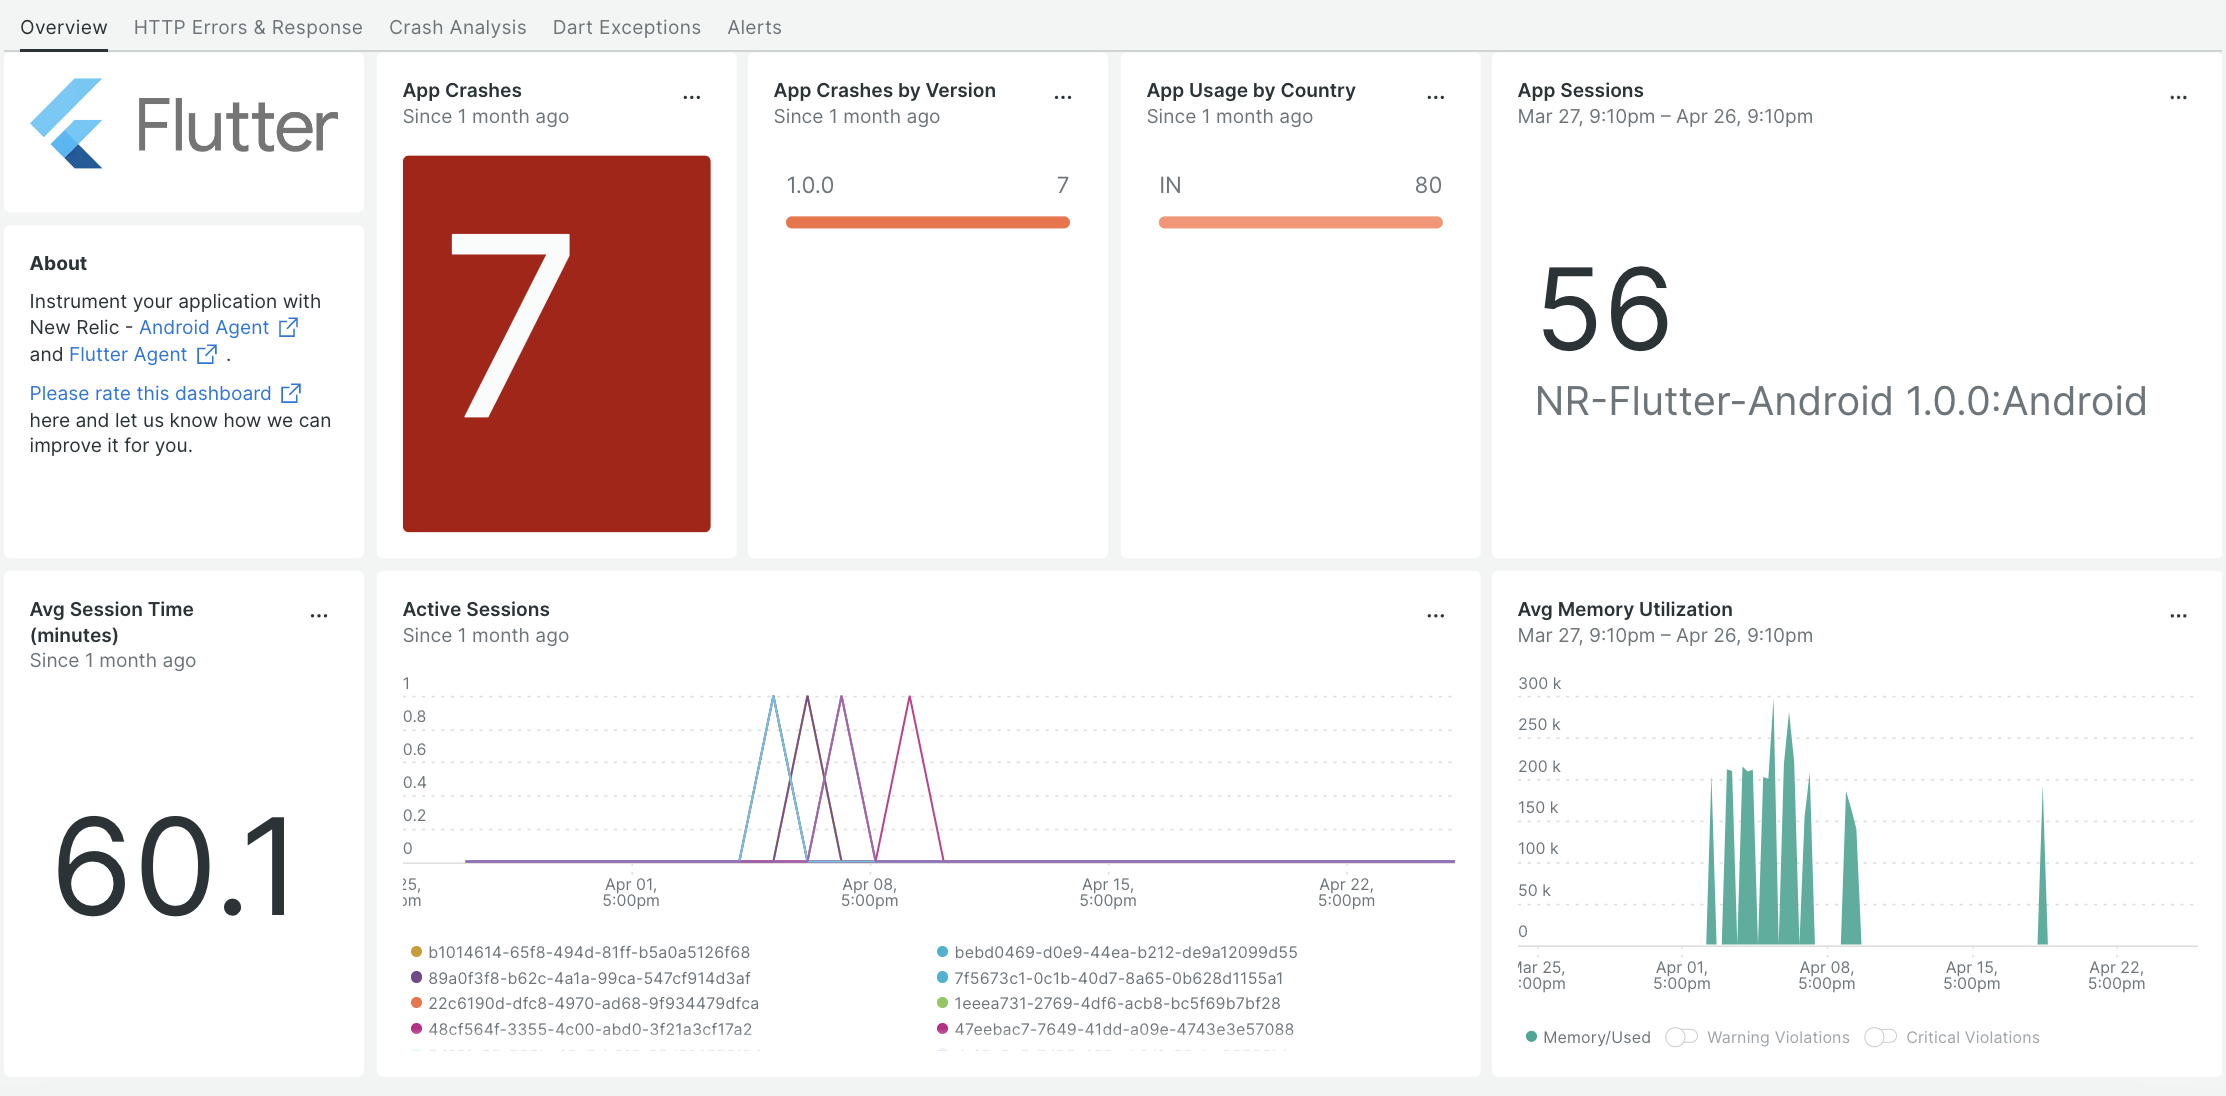 Overview HTTP Errors & Response Crash Analysis Dart Exceptions Alerts
Flutter
About
Instrument your application with
New Relic - Android Agent
and Flutter Agent .
Please rate this dashboard
here and let us know how we can
improve it for you.
App Crashes ...
Since 1 month ago
7
App Crashes by Version ...
Since 1 month ago
1.0.0 7
App Usage by Country ...
Since 1 month ago
IN 80
App Sessions ...
Mar 27, 9:10pm – Apr 26, 9:10pm
56
NR-Flutter-Android 1.0.0:Android
Avg Session Time ...
(minutes)
Since 1 month ago
60.1
Active Sessions ...
Since 1 month ago
1
0.8
0.6
0.4
0.2
0
25, Apr 01, Apr 08, Apr 15, Apr 22,
pm 5:00pm 5:00pm 5:00pm 5:00pm
b1014614-65f8-494d-81ff-b5a0a5126f68 bebd0469-d0e9-44ea-b212-de9a12099d55
89a0f3f8-b62c-4a1a-99ca-547cf914d3af 7f5673c1-0c1b-40d7-8a65-0b628d1155a1
22c6190d-dfc8-4970-ad68-9f934479dfca 1eeea731-2769-4df6-acb8-bc5f69b7bf28
48cf564f-3355-4c00-abd0-3f21a3cf17a2 47eebac7-7649-41dd-a09e-4743e3e57088
Avg Memory Utilization ...
Mar 27, 9:10pm – Apr 26, 9:10pm
300 k
250 k
200 k
150 k
100 k
50 k
0
Mar 25, Apr 01, Apr 08, Apr 15, Apr 22,
:00pm 5:00pm 5:00pm 5:00pm 5:00pm
Memory/Used Warning Violations Critical Violations